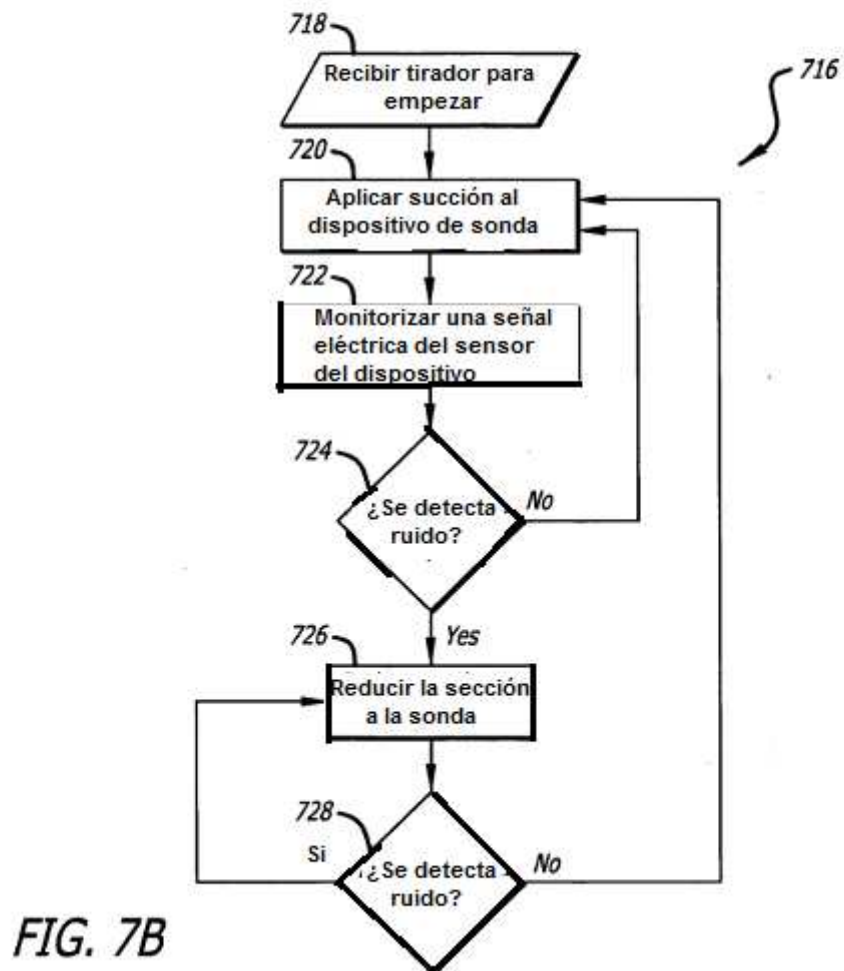 718
Recibir tirador para
empezar
716
720
Aplicar succión al
dispositivo de sonda
722
Monitorizar una señal
eléctrica del sensor
del dispositivo
724
¿Se detecta
ruido?
No
Yes
726
Reducir la sección
a la sonda
728
Si
¿Se detecta
ruido?
No
FIG. 7B